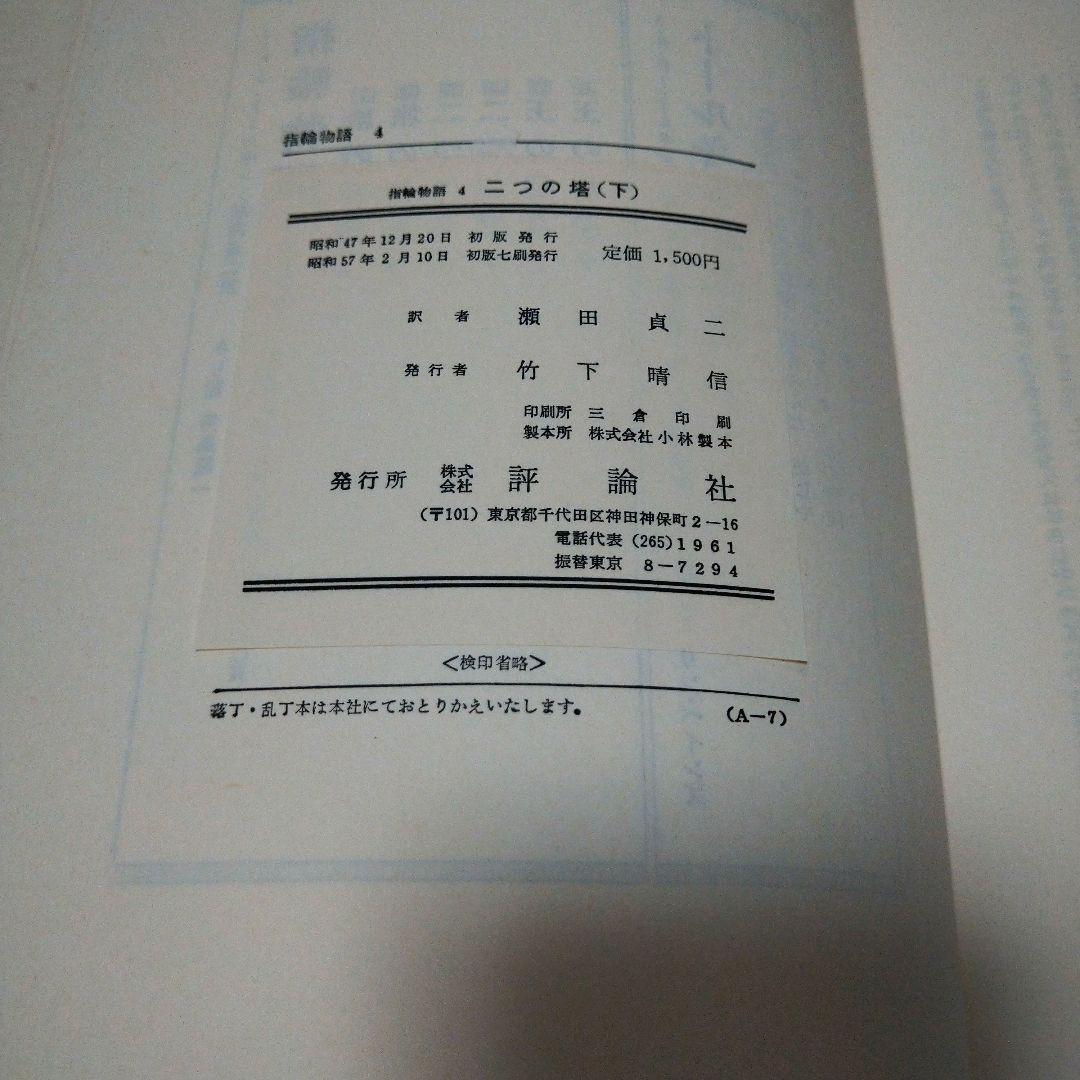 指輪物語 4
指輪物語 4 二つの塔(下)
昭和47年12月20日 初版発行
昭和57年2月10日 初版七刷発行
定価 1,500円
訳者 瀬田貞二
発行者 竹下晴信
印刷所 三倉印刷
製本所 株式会社小林製本
発行所 株式会社 評論社
(〒101) 東京都千代田区神田神保町2-16
電話代表 (265)1961
振替東京 8-7294
<検印省略>
落丁・乱丁本は本社にておとりかえいたします。 (A-7)